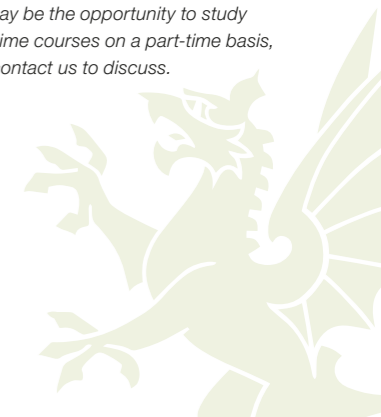 ay be the opportunity to study
ime courses on a part-time basis,
ontact us to discuss.